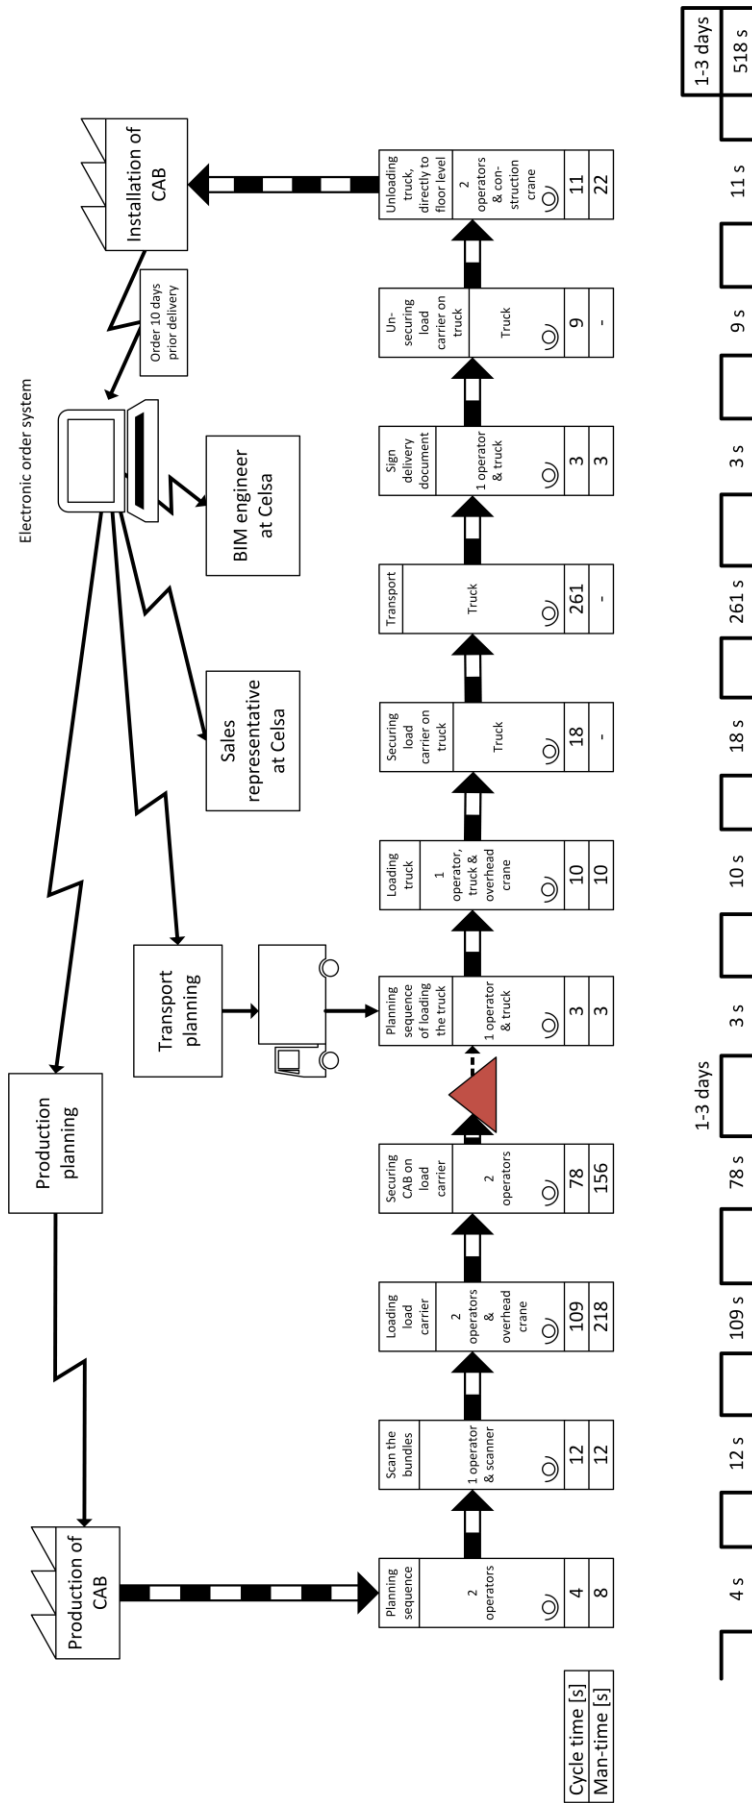 Production
planning
Production of
CAB
Transport
planning
Sales
representative
at Celsa
BIM engineer
at Celsa
Electronic order system
Order 10 days
prior delivery
Installation of
CAB
Planning
sequence
2
operators
4
8
Scan the
bundles
1 operator
& scanner
12
12
Loading
load
carrier
2
operators
&
overhead
crane
109
218
Securing
CAB on
load
carrier
2
operators
78
156
Planning
sequence
of loading
the truck
1 operator
& truck
3
3
Loading
truck
1
operator,
truck &
overhead
crane
10
10
Securing
load
carrier on
truck
Truck
18
-
Transport
Truck
261
-
Sign
delivery
document
1 operator
& truck
3
3
Un-
securing
load
carrier on
truck
Truck
9
-
Unloading
truck,
directly to
floor level
2
operators
& con-
struction
crane
11
22
Cycle time [s]
Man-time [s]
4 s
12 s
109 s
78 s
1-3 days
3 s
10 s
18 s
261 s
3 s
9 s
11 s
1-3 days
518 s